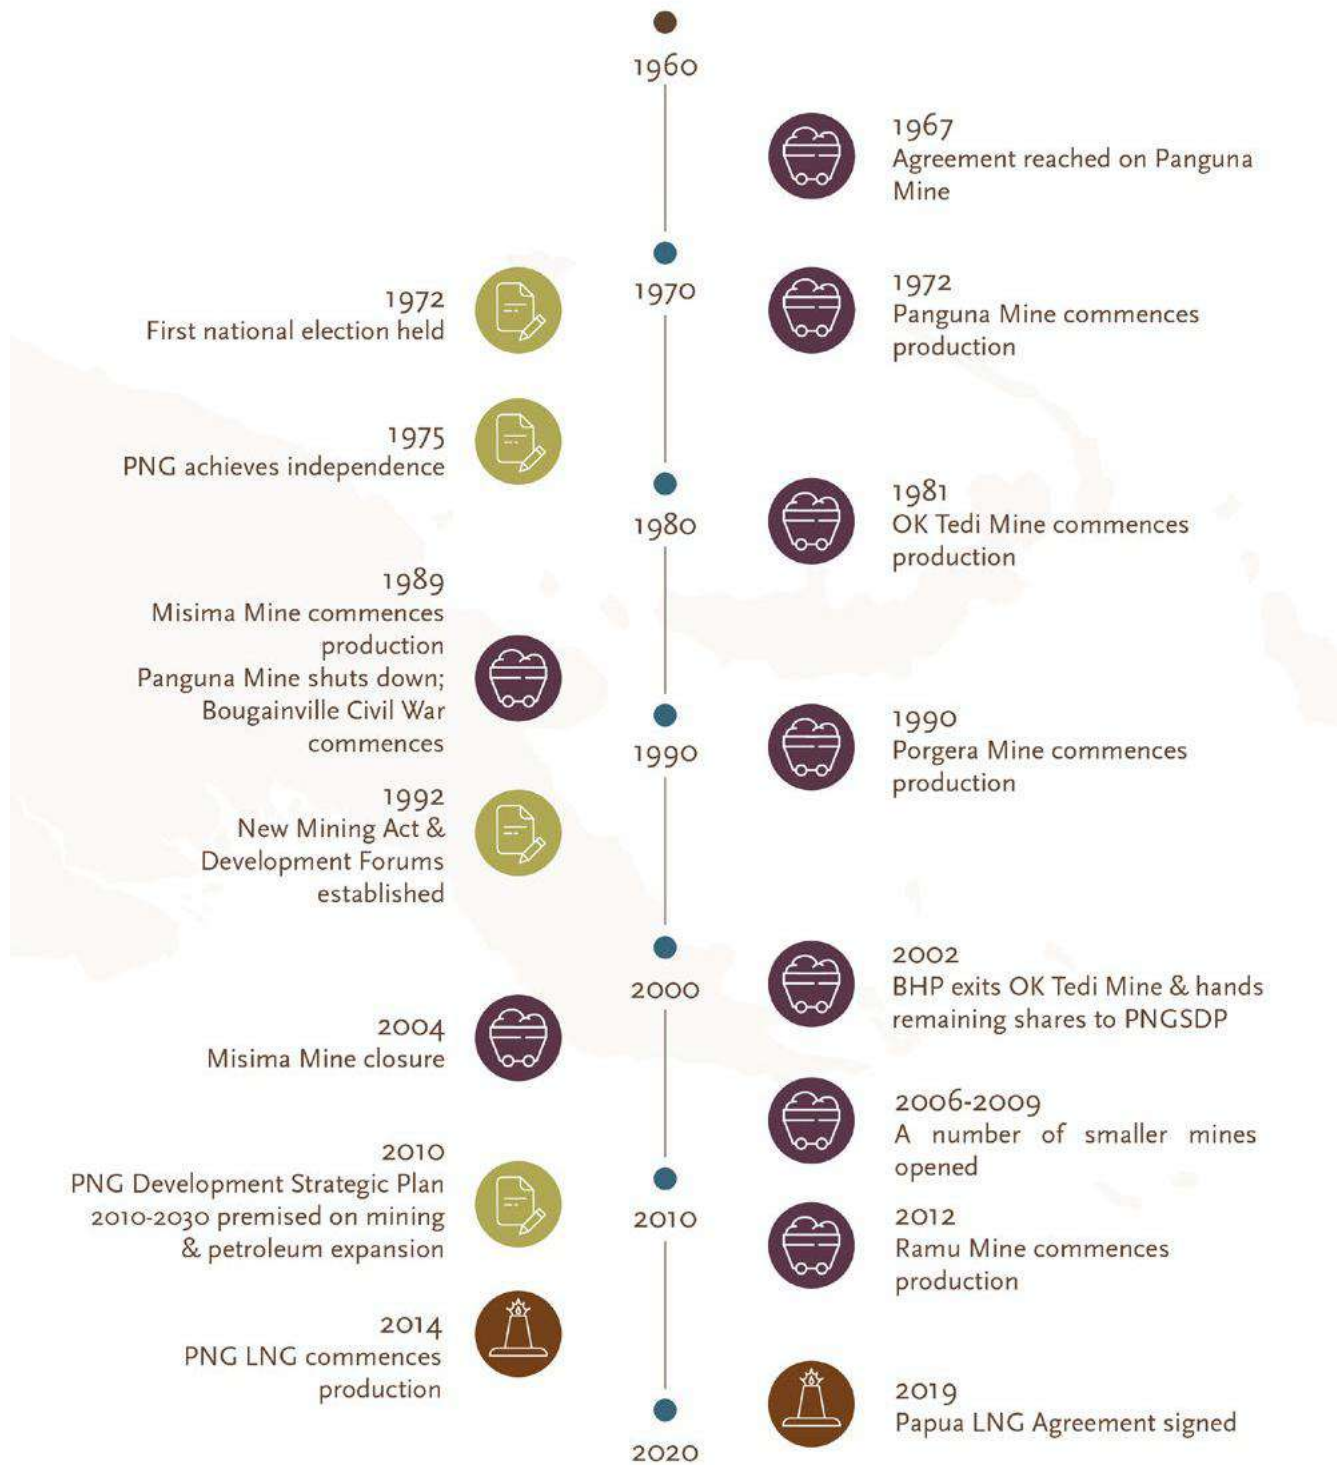 1960
1967
Agreement reached on Panguna
Mine
1970
1972
First national election held
1972
Panguna Mine commences
production
1975
PNG achieves independence
1980
1981
OK Tedi Mine commences
production
1989
Misima Mine commences
production
Panguna Mine shuts down;
Bougainville Civil War
commences
1990
1990
Porgera Mine commences
production
1992
New Mining Act &
Development Forums
established
2000
2002
BHP exits OK Tedi Mine & hands
remaining shares to PNGSDP
2004
Misima Mine closure
2006-2009
A number of smaller mines
opened
2010
PNG Development Strategic Plan
2010-2030 premised on mining
& petroleum expansion
2010
2012
Ramu Mine commences
production
2014
PNG LNG commences
production
2019
Papua LNG Agreement signed
2020